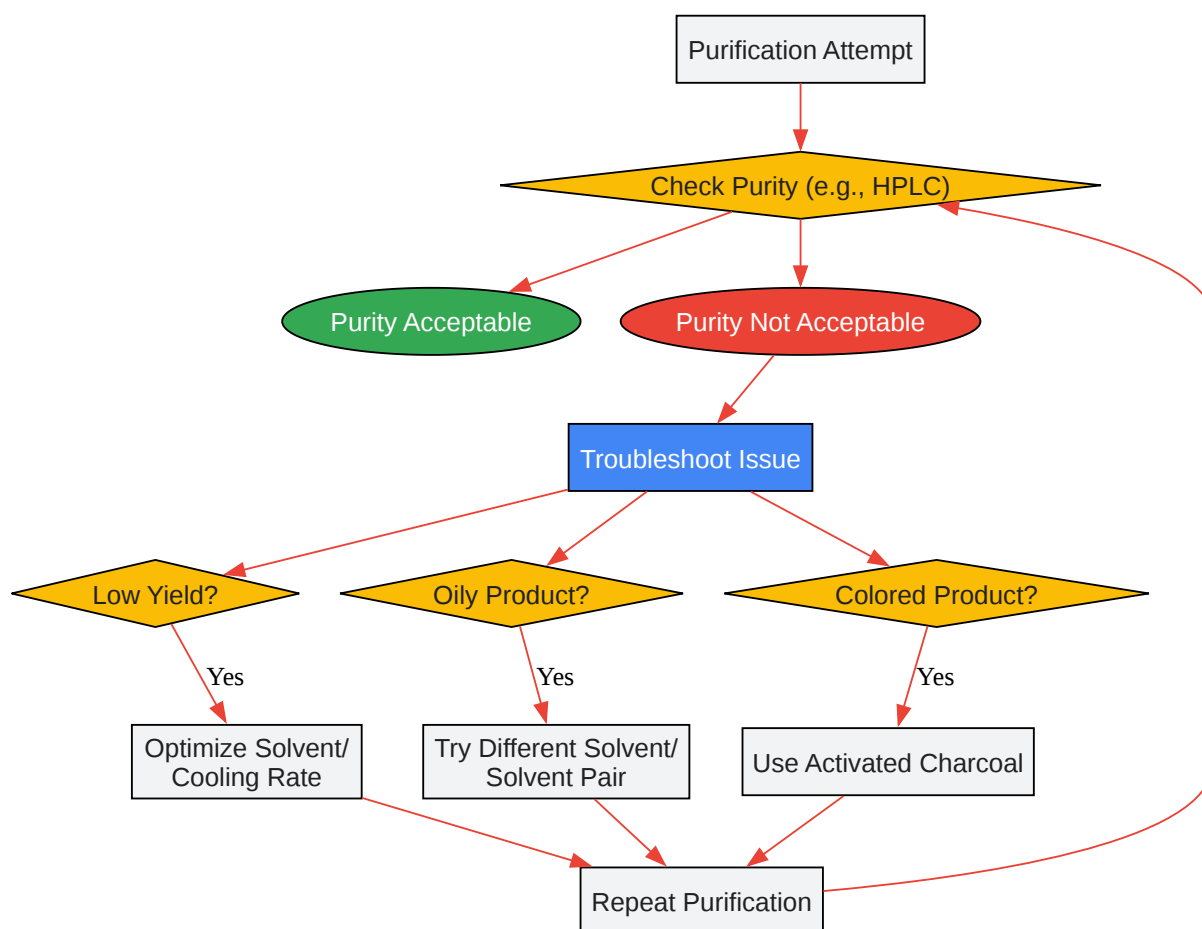 Purification Attempt
Check Purity (e.g., HPLC)
Purity Acceptable
Purity Not Acceptable
Troubleshoot Issue
Low Yield?
Oily Product?
Colored Product?
Yes
Yes
Yes
Optimize Solvent/
Cooling Rate
Try Different Solvent/
Solvent Pair
Use Activated Charcoal
Repeat Purification